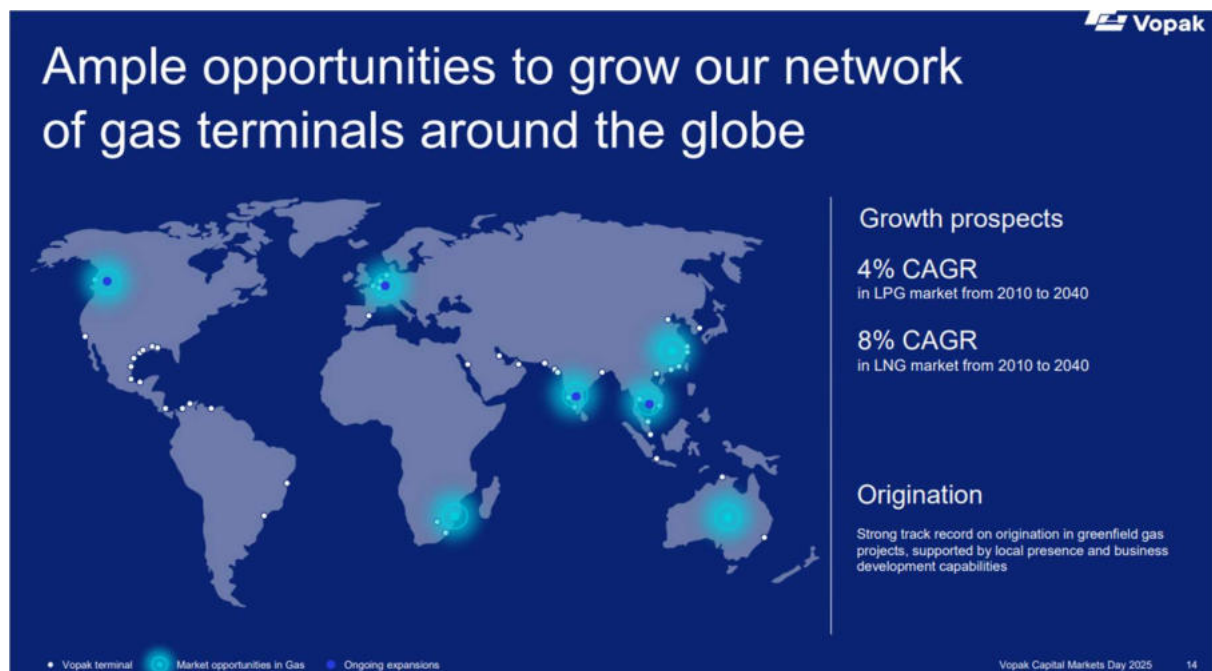 Vopak
Ample opportunities to grow our network
of gas terminals around the globe
Growth prospects
4% CAGR
in LPG market from 2010 to 2040
8% CAGR
in LNG market from 2010 to 2040
Origination
Strong track record on origination in greenfield gas
projects, supported by local presence and business
development capabilities
Vopak terminal
Market opportunities in Gas
Ongoing expansions
Vopak Capital Markets Day 2025
14